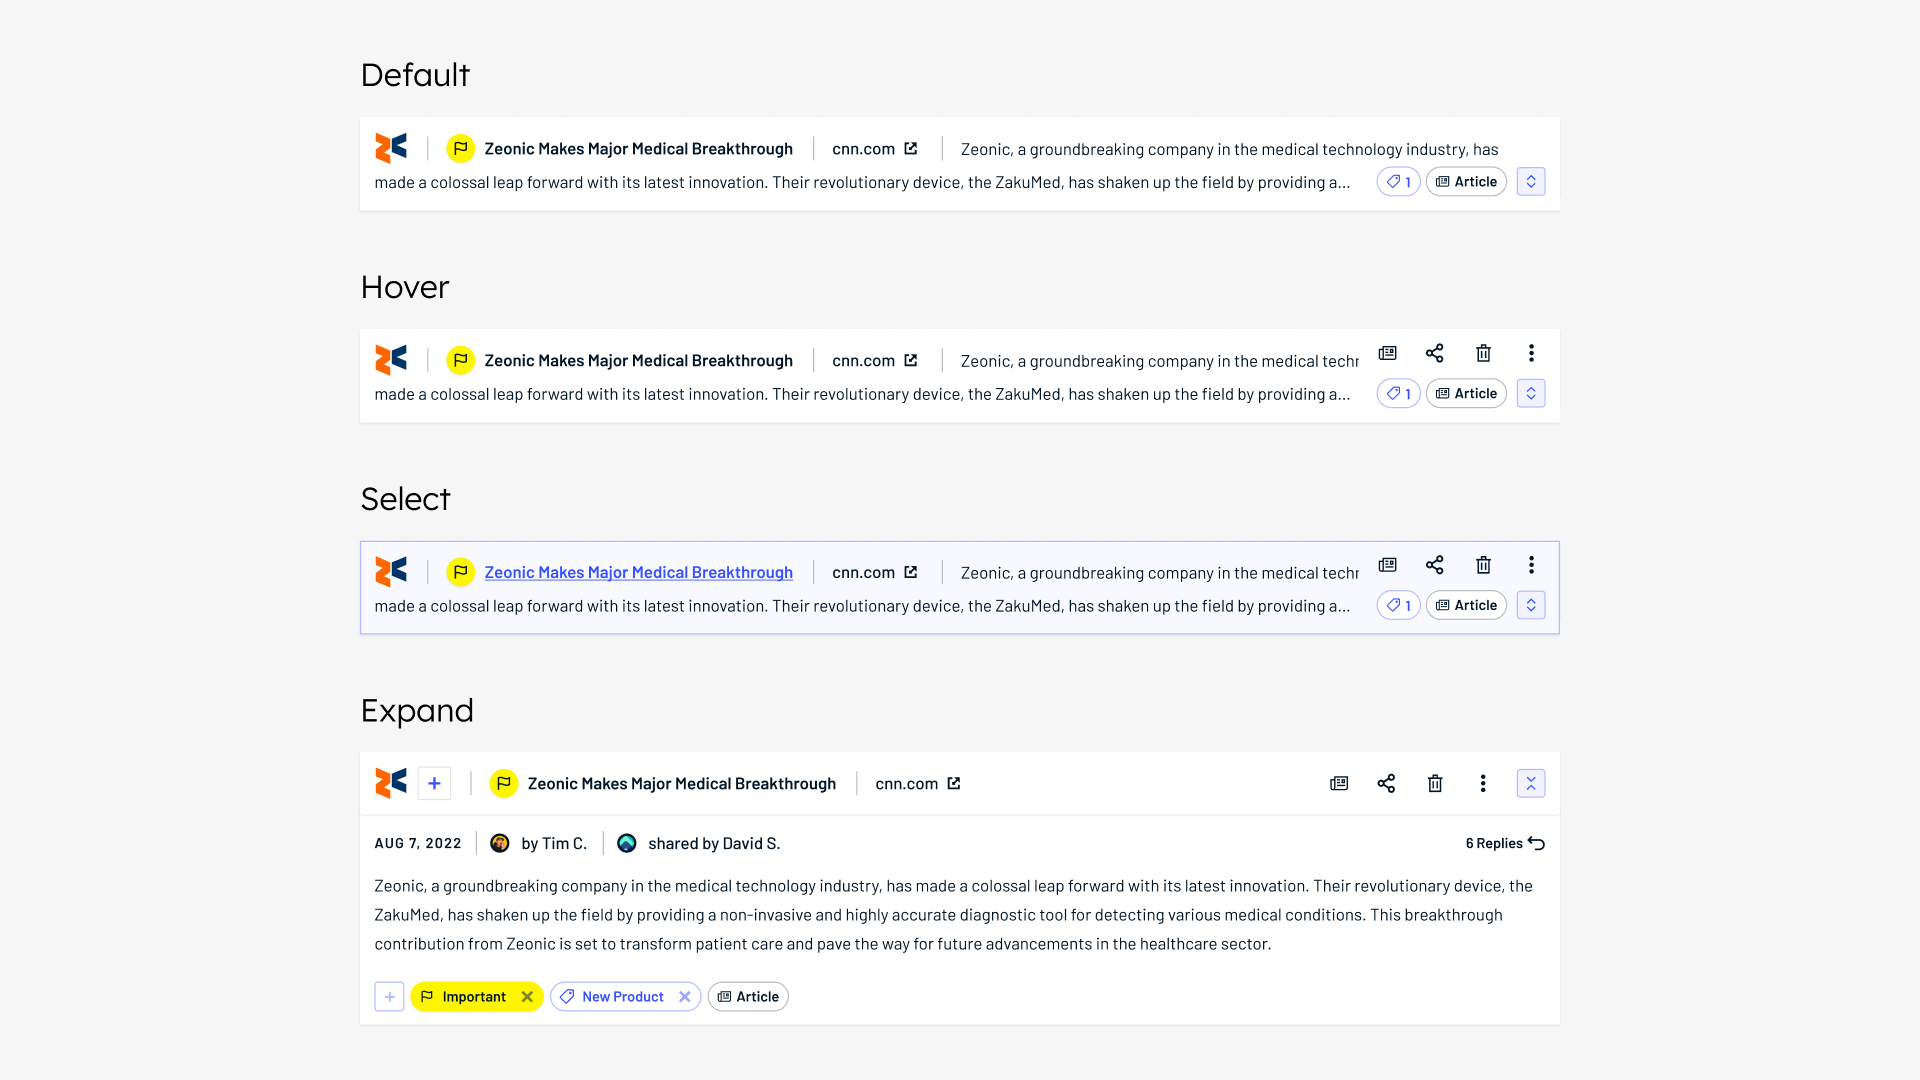 Default
Zeonic Makes Major Medical Breakthrough cnn.com Zeonic, a groundbreaking company in the medical technology industry, has
made a colossal leap forward with its latest innovation. Their revolutionary device, the ZakuMed, has shaken up the field by providing a... 1 Article
Hover
Zeonic Makes Major Medical Breakthrough cnn.com Zeonic, a groundbreaking company in the medical techn
made a colossal leap forward with its latest innovation. Their revolutionary device, the ZakuMed, has shaken up the field by providing a... 1 Article
Select
Zeonic Makes Major Medical Breakthrough cnn.com Zeonic, a groundbreaking company in the medical techn
made a colossal leap forward with its latest innovation. Their revolutionary device, the ZakuMed, has shaken up the field by providing a... 1 Article
Expand
Zeonic Makes Major Medical Breakthrough cnn.com
AUG 7, 2022 by Tim C. shared by David S. 6 Replies
Zeonic, a groundbreaking company in the medical technology industry, has made a colossal leap forward with its latest innovation. Their revolutionary device, the
ZakuMed, has shaken up the field by providing a non-invasive and highly accurate diagnostic tool for detecting various medical conditions. This breakthrough
contribution from Zeonic is set to transform patient care and pave the way for future advancements in the healthcare sector.
Important New Product Article